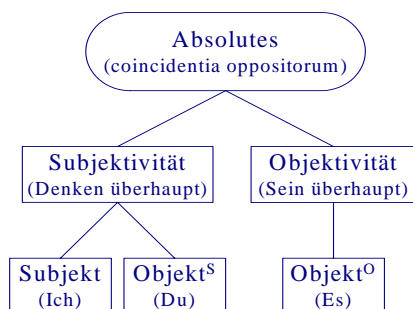 Absolutes
(coincidentia oppositorum)
Subjektivität
(Denken überhaupt)
Objektivität
(Sein überhaupt)
Subjekt
(Ich)
Objektˢ
(Du)
Objektᴼ
(Es)